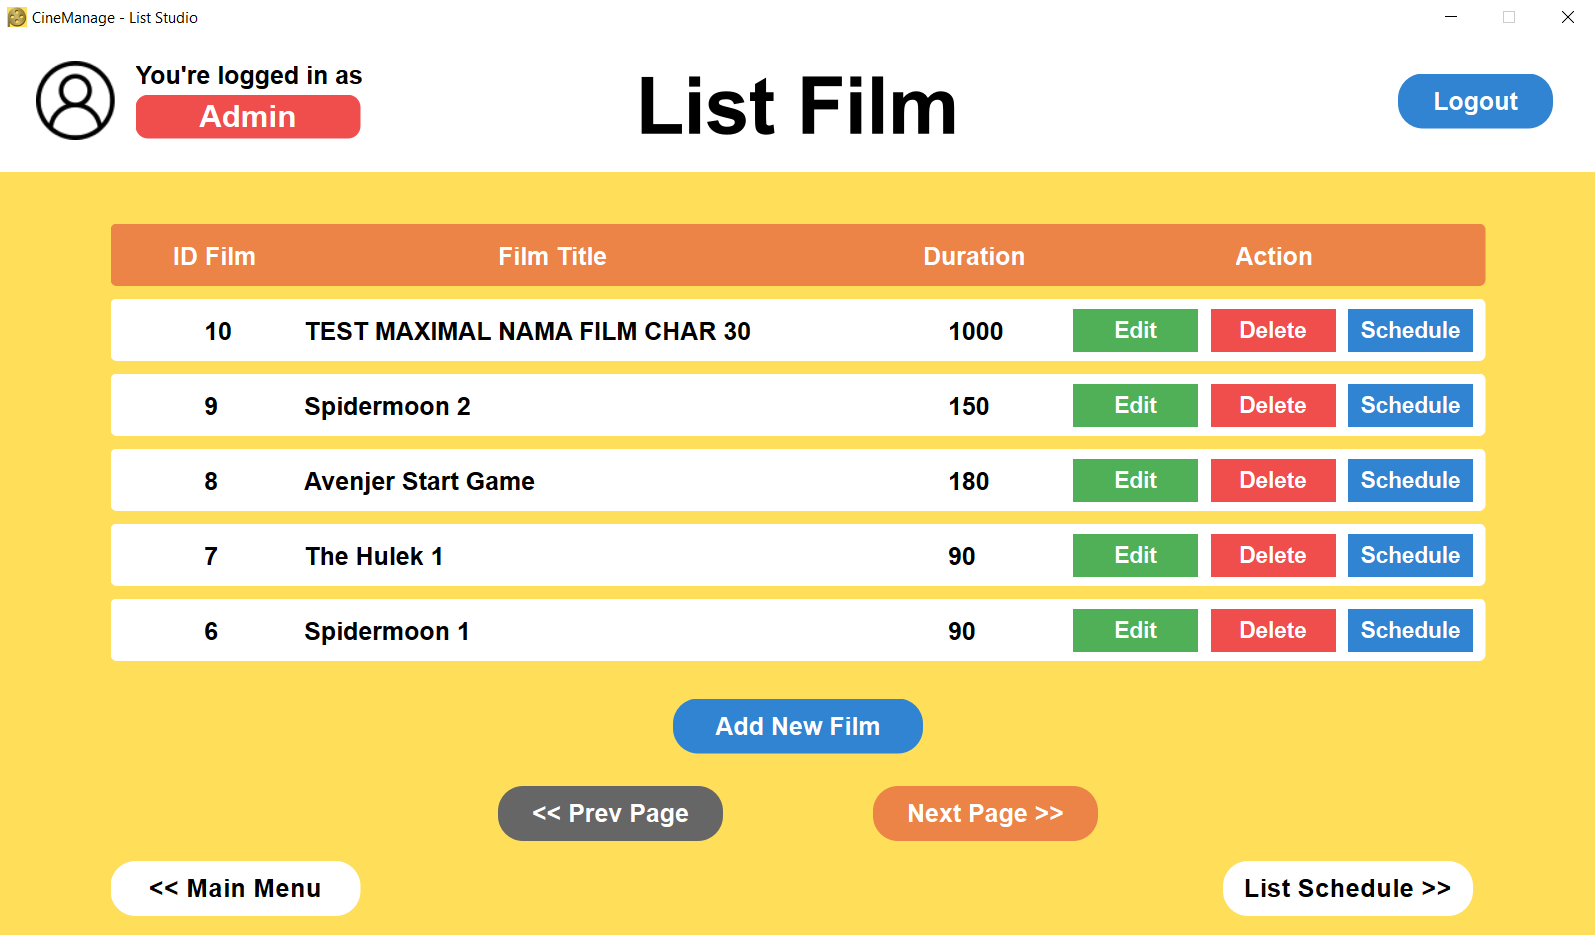 CineManage - List Studio
You're logged in as
Admin
List Film
Logout
ID Film Film Title Duration Action
10 TEST MAXIMAL NAMA FILM CHAR 30 1000 Edit Delete Schedule
9 Spidermoon 2 150 Edit Delete Schedule
8 Avenjer Start Game 180 Edit Delete Schedule
7 The Hulek 1 90 Edit Delete Schedule
6 Spidermoon 1 90 Edit Delete Schedule
Add New Film
<< Prev Page Next Page >>
<< Main Menu List Schedule >>